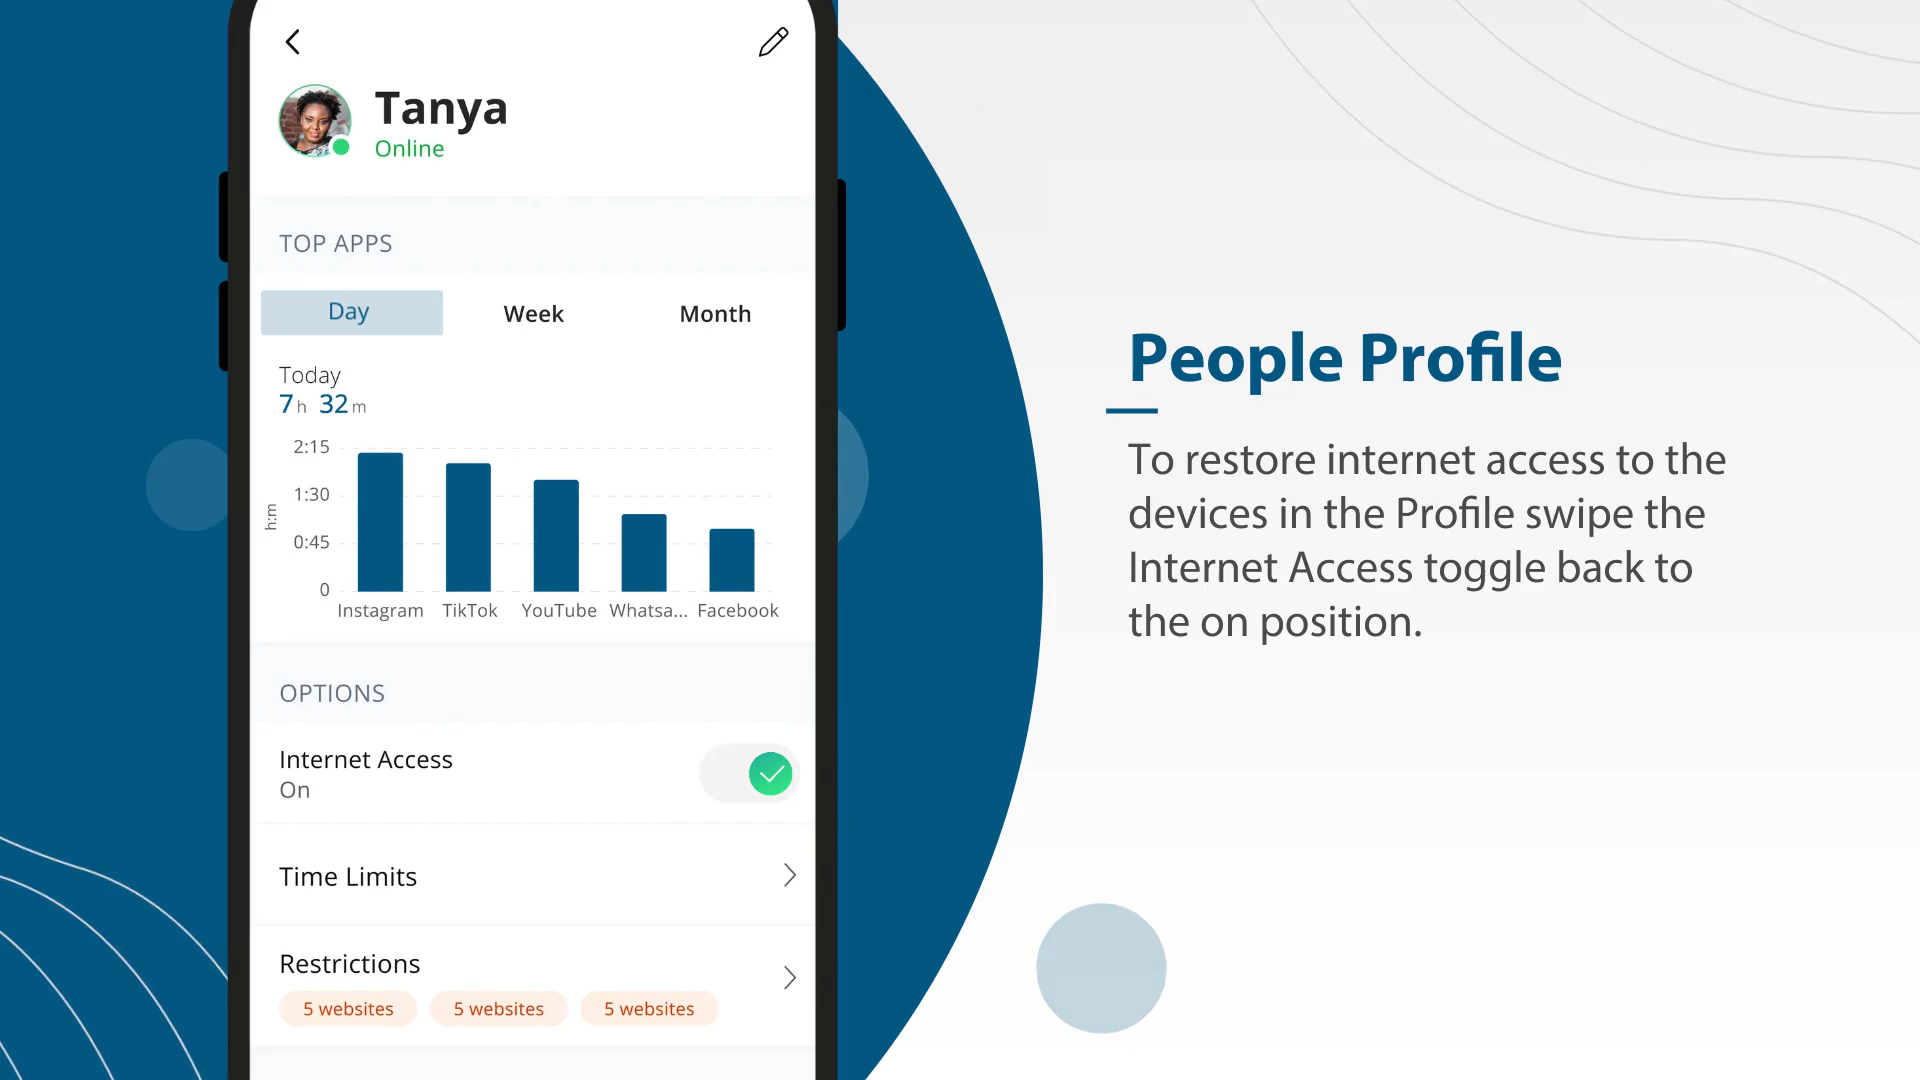 Tanya
Online
TOP APPS
Day Week Month
Today
7h 32m
2:15
1:30
0:45
0
h:m
Instagram TikTok YouTube Whatsa... Facebook
OPTIONS
Internet Access
On
Time Limits
Restrictions
5 websites 5 websites 5 websites
People Profile
To restore internet access to the
devices in the Profile swipe the
Internet Access toggle back to
the on position.